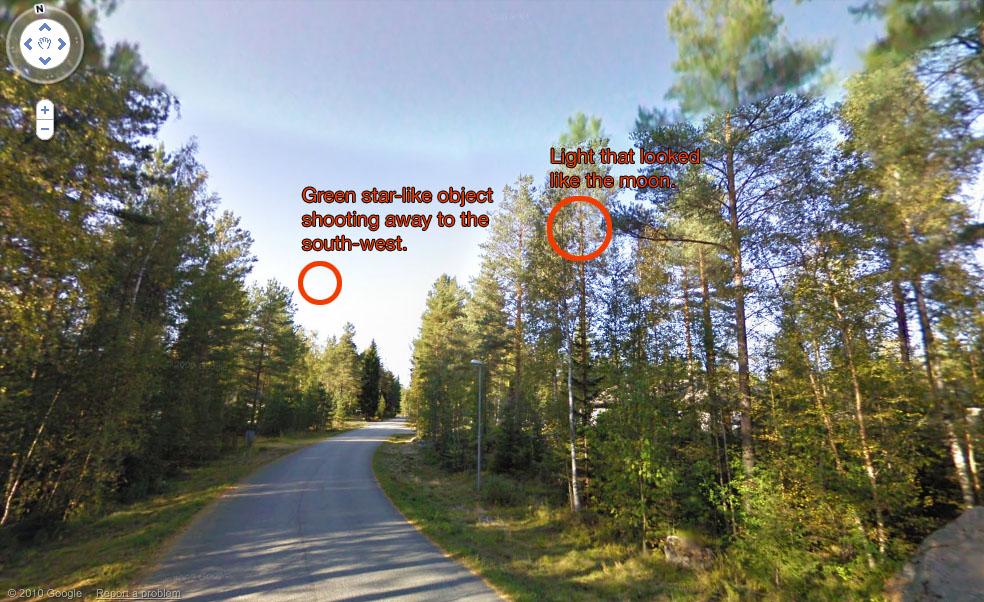 N
Light that looked
like the moon.
Green star-like object
shooting away to the
south-west.
© 2010 Google
Report a problem